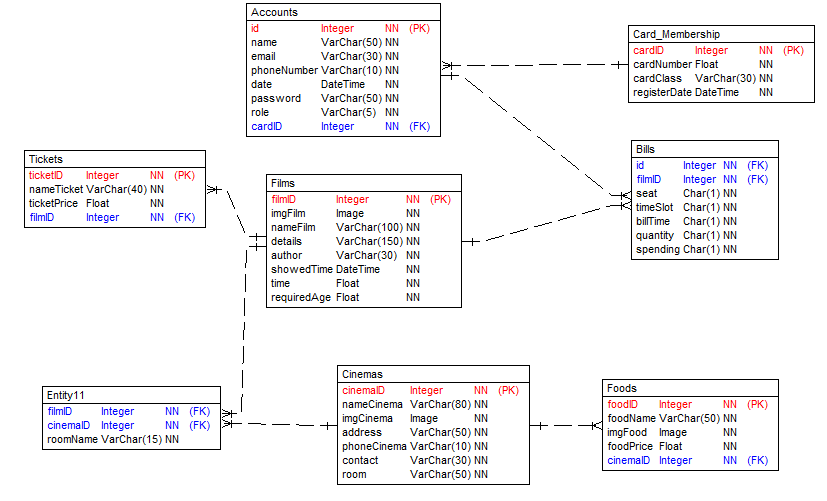 Accounts
id Integer NN (PK)
name VarChar(50) NN
email VarChar(30) NN
phoneNumber VarChar(10) NN
date DateTime NN
password VarChar(50) NN
role VarChar(5) NN
cardID Integer NN (FK)
Card_Membership
cardID Integer NN (PK)
cardNumber Float NN
cardClass VarChar(30) NN
registerDate DateTime NN
Tickets
ticketID Integer NN (PK)
nameTicket VarChar(40) NN
ticketPrice Float NN
filmID Integer NN (FK)
Films
filmID Integer NN (PK)
imgFilm Image NN
nameFilm VarChar(100) NN
details VarChar(150) NN
author VarChar(30) NN
showedTime DateTime NN
time Float NN
requiredAge Float NN
Bills
id Integer NN (FK)
filmID Integer NN (FK)
seat Char(1) NN
timeSlot Char(1) NN
billTime Char(1) NN
quantity Char(1) NN
spending Char(1) NN
Entity11
filmID Integer NN (FK)
cinemaID Integer NN (FK)
roomName VarChar(15) NN
Cinemas
cinemaID Integer NN (PK)
nameCinema VarChar(80) NN
imgCinema Image NN
address VarChar(50) NN
phoneCinema VarChar(10) NN
contact VarChar(30) NN
room VarChar(50) NN
Foods
foodID Integer NN (PK)
foodName VarChar(50) NN
imgFood Image NN
foodPrice Float NN
cinemaID Integer NN (FK)